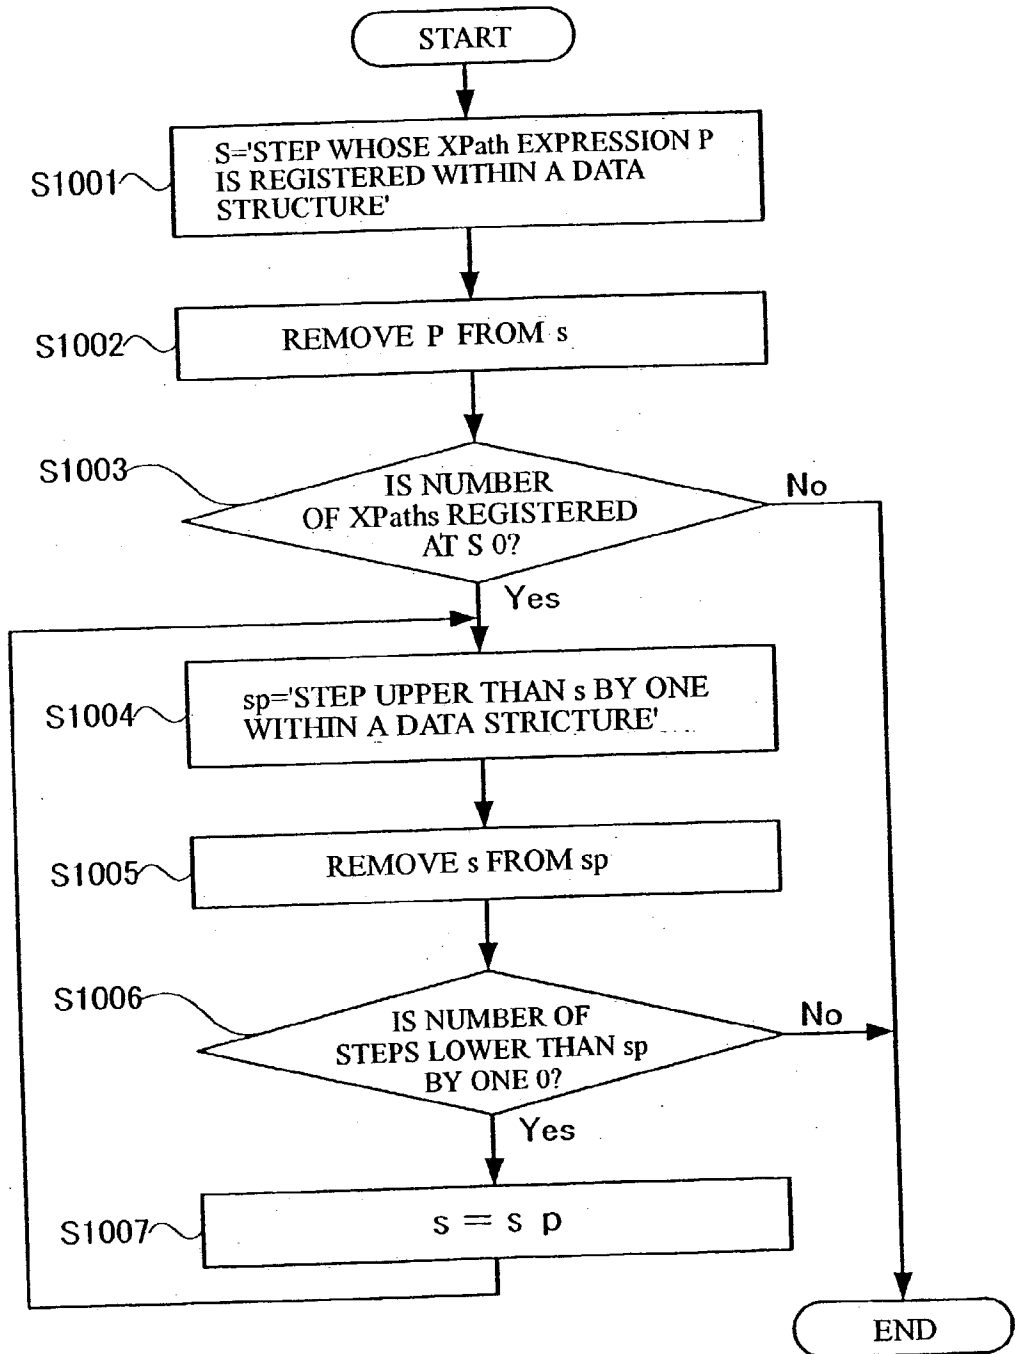 START
S1001
S='STEP WHOSE XPath EXPRESSION P
IS REGISTERED WITHIN A DATA
STRUCTURE'
S1002
REMOVE P FROM s
S1003
IS NUMBER
OF XPaths REGISTERED
AT S 0?
No
Yes
S1004
sp='STEP UPPER THAN s BY ONE
WITHIN A DATA STRICTURE'
S1005
REMOVE s FROM sp
S1006
IS NUMBER OF
STEPS LOWER THAN sp
BY ONE 0?
No
Yes
S1007
s = s p
END